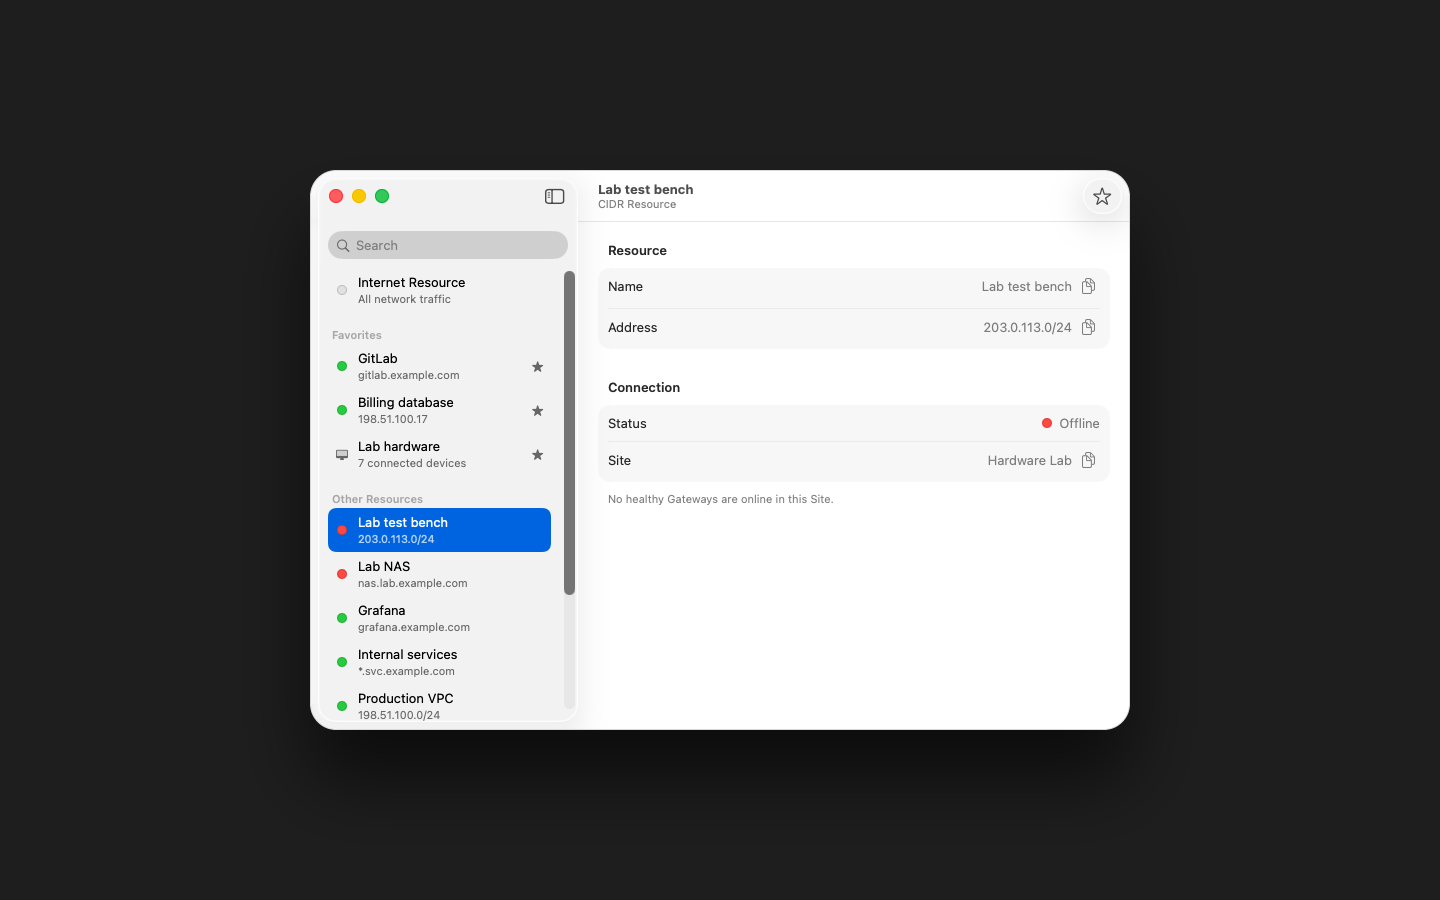 Search
Internet Resource
All network traffic
Favorites
GitLab
gitlab.example.com
Billing database
198.51.100.17
Lab hardware
7 connected devices
Other Resources
Lab test bench
203.0.113.0/24
Lab NAS
nas.lab.example.com
Grafana
grafana.example.com
Internal services
*.svc.example.com
Production VPC
198.51.100.0/24
Lab test bench
CIDR Resource
Resource
Name Lab test bench
Address 203.0.113.0/24
Connection
Status Offline
Site Hardware Lab
No healthy Gateways are online in this Site.